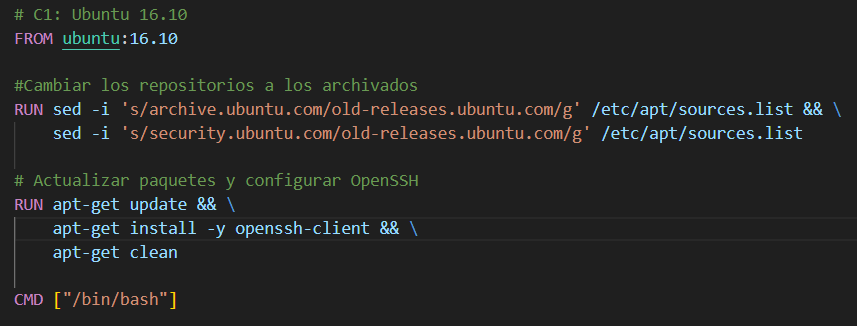 # C1: Ubuntu 16.10
FROM ubuntu:16.10
#Cambiar los repositorios a los archivados
RUN sed -i 's/archive.ubuntu.com/old-releases.ubuntu.com/g' /etc/apt/sources.list && \
sed -i 's/security.ubuntu.com/old-releases.ubuntu.com/g' /etc/apt/sources.list
# Actualizar paquetes y configurar OpenSSH
RUN apt-get update && \
apt-get install -y openssh-client && \
apt-get clean
CMD ["/bin/bash"]